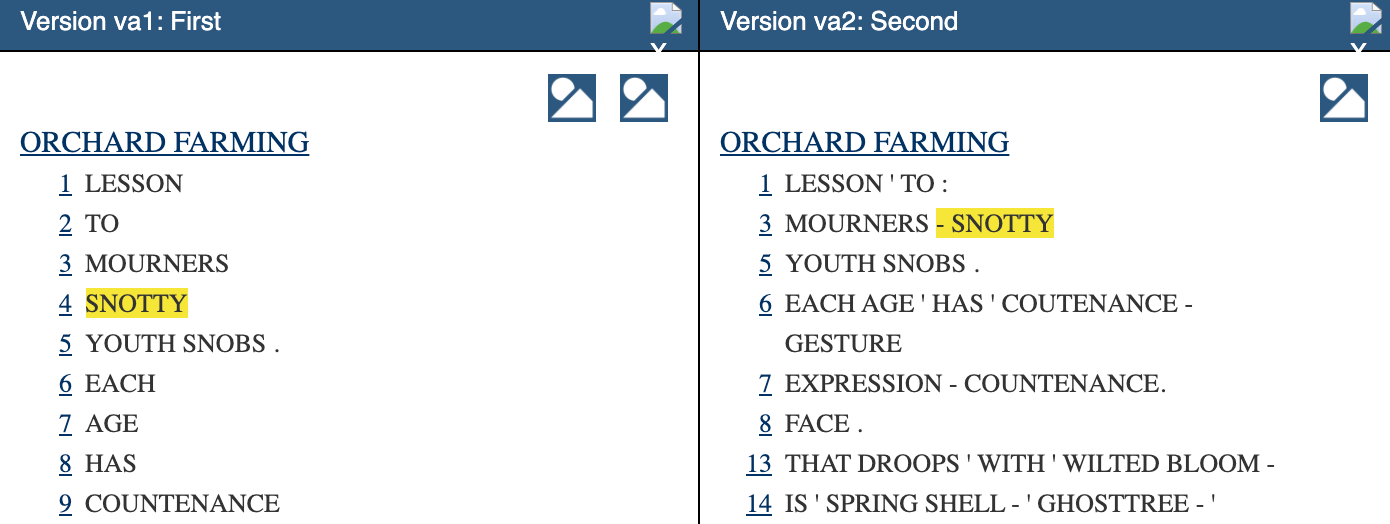 Version va1: First
X
ORCHARD FARMING
1 LESSON
2 TO
3 MOURNERS
4 SNOTTY
5 YOUTH SNOBS .
6 EACH
7 AGE
8 HAS
9 COUNTENANCE
Version va2: Second
X
ORCHARD FARMING
1 LESSON ' TO :
3 MOURNERS - SNOTTY
5 YOUTH SNOBS .
6 EACH AGE ' HAS ' COUTENANCE -
GESTURE
7 EXPRESSION - COUNTENANCE.
8 FACE .
13 THAT DROOPS ' WITH ' WILTED BLOOM -
14 IS ' SPRING SHELL - ' GHOSTTREE - '